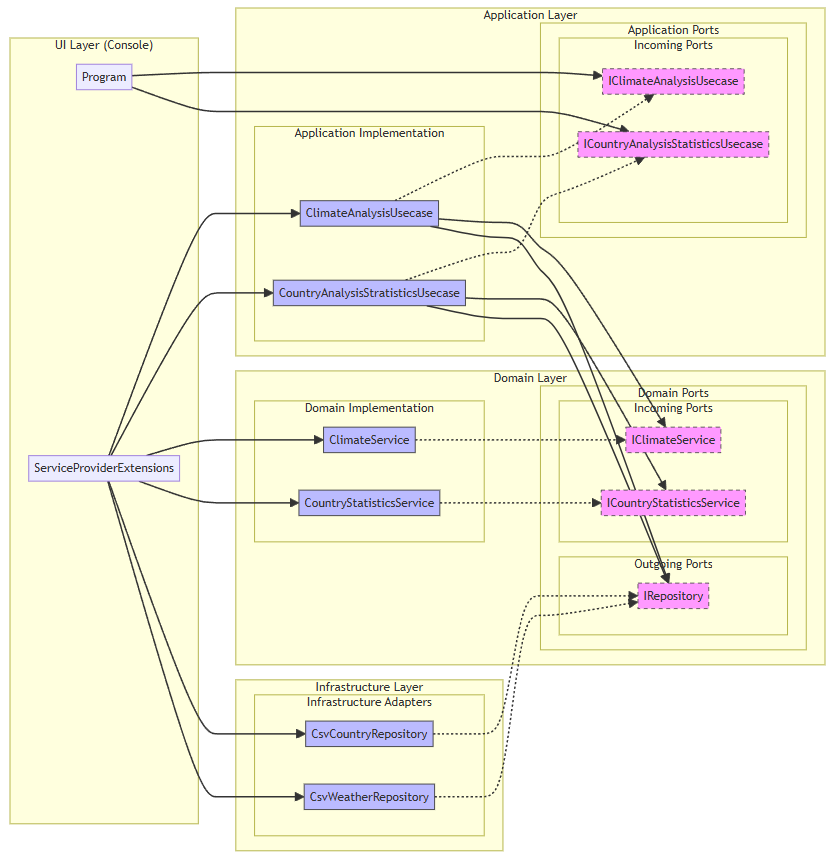 Application Layer
Application Ports
Incoming Ports
UI Layer (Console)
Program
IClimateAnalysisUsecase
ICountryAnalysisStatisticsUsecase
Application Implementation
ClimateAnalysisUsecase
CountryAnalysisStratisticsUsecase
Domain Layer
Domain Ports
Domain Implementation
Incoming Ports
ClimateService
IClimateService
ServiceProviderExtensions
CountryStatisticsService
ICountryStatisticsService
Outgoing Ports
IRepository
Infrastructure Layer
Infrastructure Adapters
CsvCountryRepository
CsvWeatherRepository